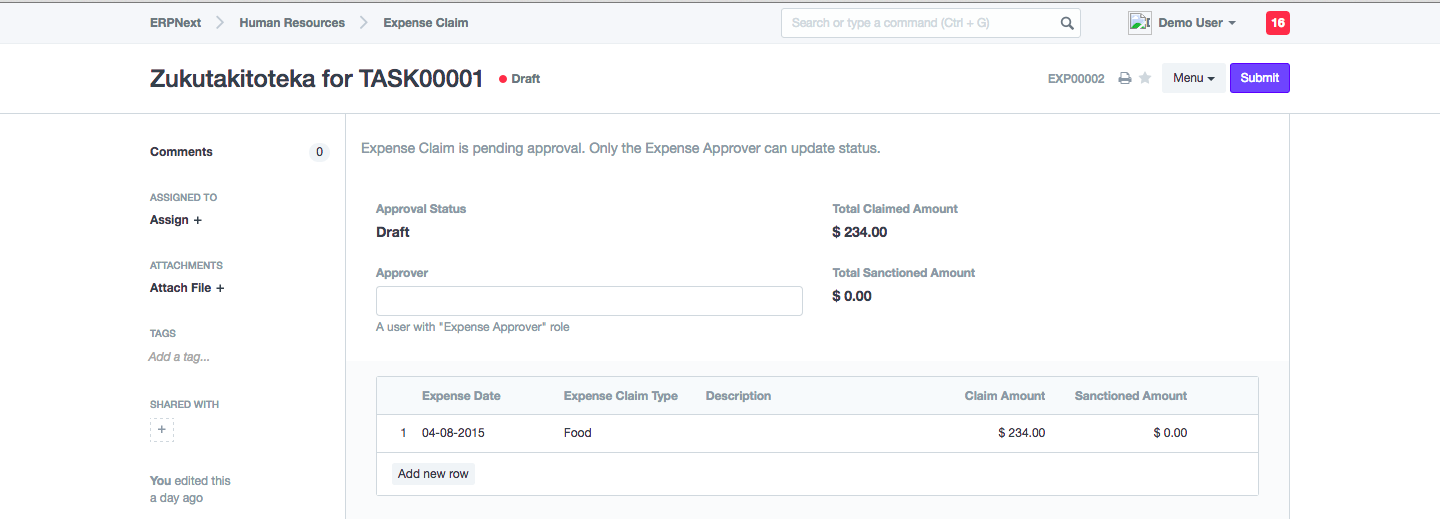 ERPNext Human Resources Expense Claim Search or type a command (Ctrl + G) Demo User 16
Zukutakitoteka for TASK00001 Draft EXP00002 Menu Submit
Comments 0
ASSIGNED TO
Assign +
ATTACHMENTS
Attach File +
TAGS
Add a tag...
SHARED WITH
+
You edited this
a day ago
Expense Claim is pending approval. Only the Expense Approver can update status.
Approval Status
Draft
Approver
A user with "Expense Approver" role
Total Claimed Amount
$ 234.00
Total Sanctioned Amount
$ 0.00
Expense Date Expense Claim Type Description Claim Amount Sanctioned Amount
1 04-08-2015 Food $ 234.00 $ 0.00
Add new row